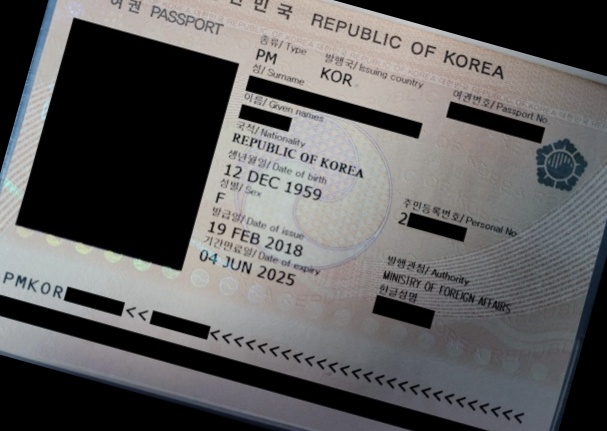 민국 REPUBLIC OF KOREA
여권 PASSPORT
종류/ Type 발행국/ Issuing country 여권번호/ Passport No
PM KOR
성/ Surname
이름/ Given names
국적/ Nationality
REPUBLIC OF KOREA
생년월일/ Date of birth
12 DEC 1959
성별/ Sex 주민등록번호/ Personal No
F 2
발급일/ Date of issue 발행관청/ Authority
19 FEB 2018 MINISTRY OF FOREIGN AFFAIRS
기간만료일/ Date of expiry 한글성명
04 JUN 2025
PMKOR <<  <<<<<<<<<<<<<<<<<<<<<<<<<<